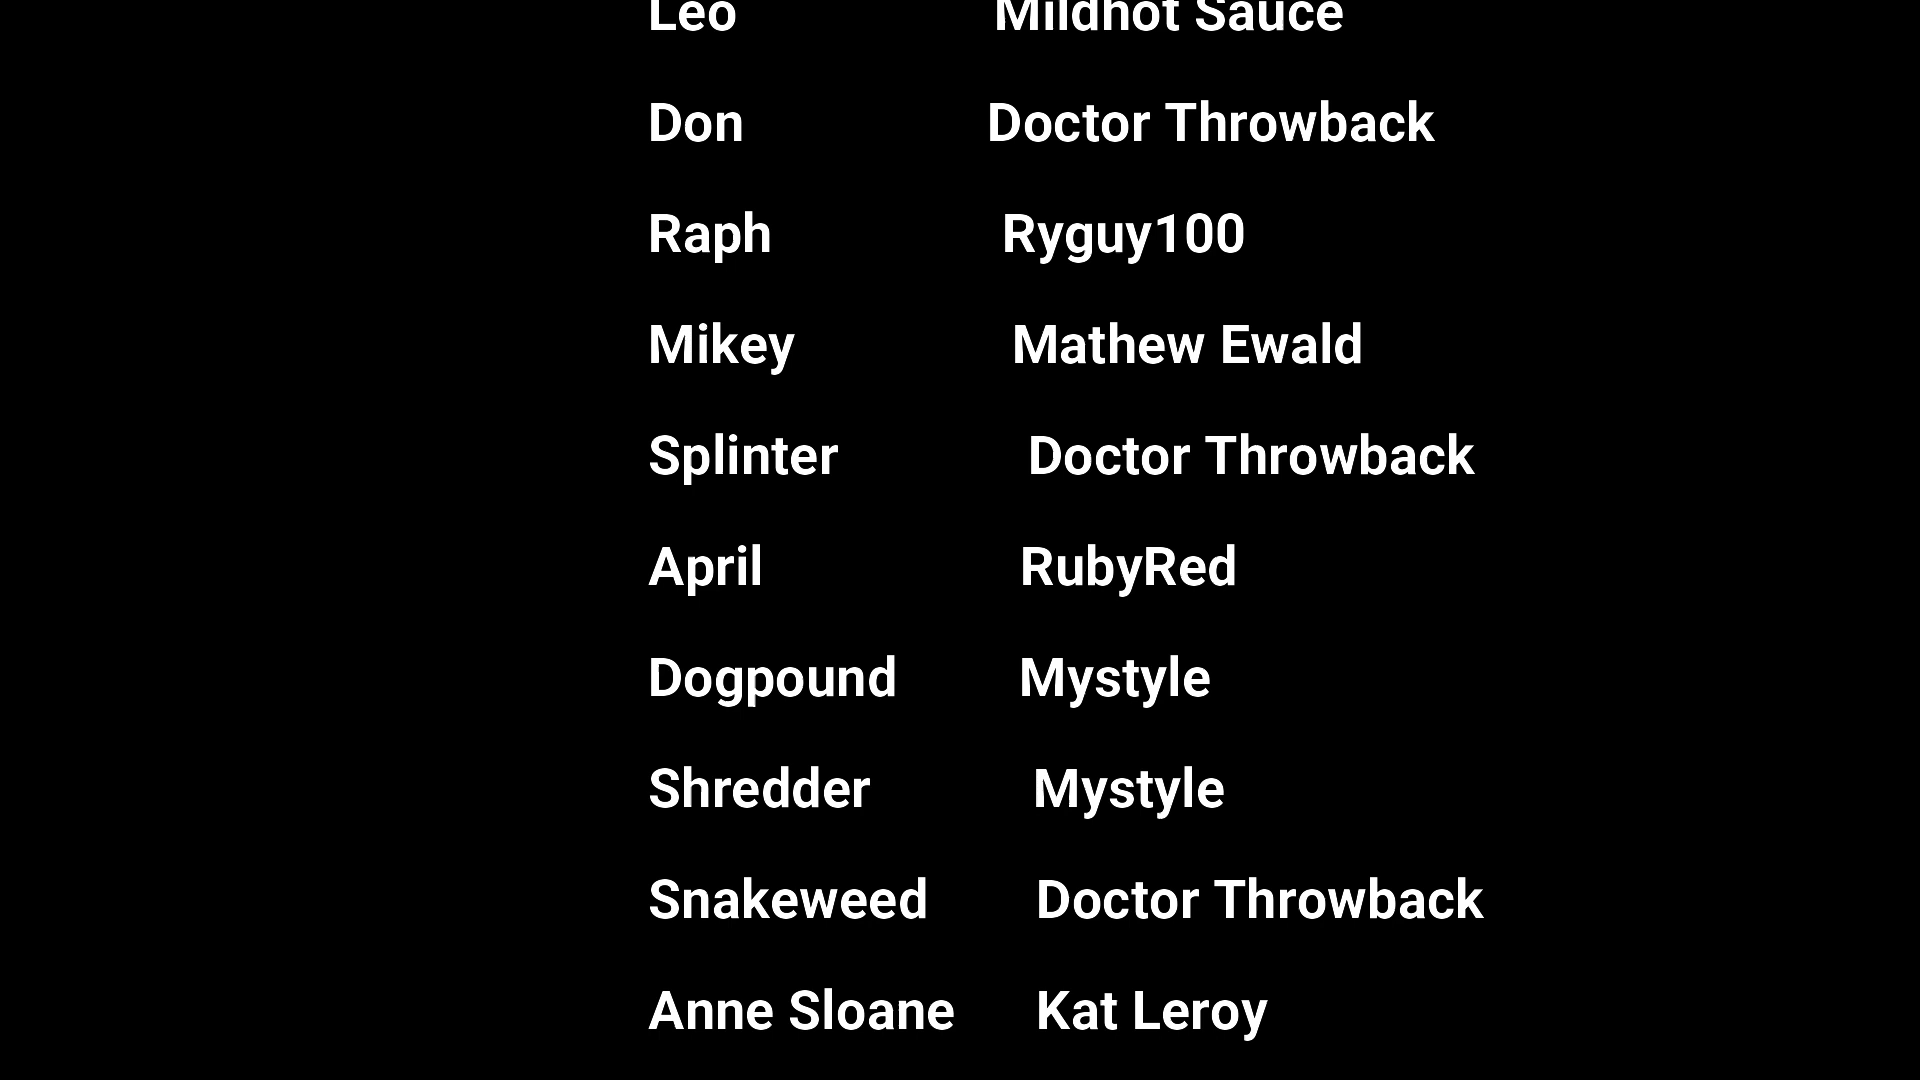 Leo Mildhot Sauce
Don Doctor Throwback
Raph Ryguy100
Mikey Mathew Ewald
Splinter Doctor Throwback
April RubyRed
Dogpound Mystyle
Shredder Mystyle
Snakeweed Doctor Throwback
Anne Sloane Kat Leroy